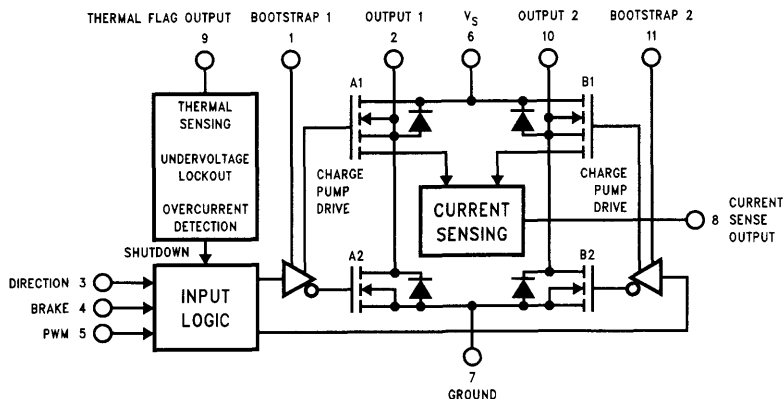 THERMAL FLAG OUTPUT
9
BOOTSTRAP 1
1
OUTPUT 1
2
VS
6
OUTPUT 2
10
BOOTSTRAP 2
11
THERMAL
SENSING
UNDERVOLTAGE
LOCKOUT
OVERCURRENT
DETECTION
SHUTDOWN
A1
B1
CHARGE
PUMP
DRIVE
CURRENT
SENSING
CHARGE
PUMP
DRIVE
8 CURRENT
SENSE
OUTPUT
DIRECTION 3
BRAKE 4
PWM 5
INPUT
LOGIC
A2
B2
7
GROUND